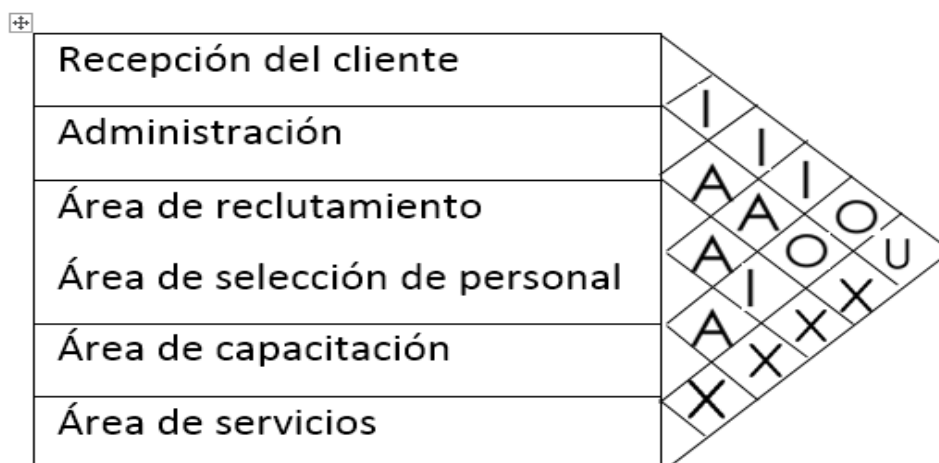 Recepción del cliente
Administración
Área de reclutamiento
Área de selección de personal
Área de capacitación
Área de servicios
I
I
I
O
U
A
A
O
X
A
I
X
A
X
X